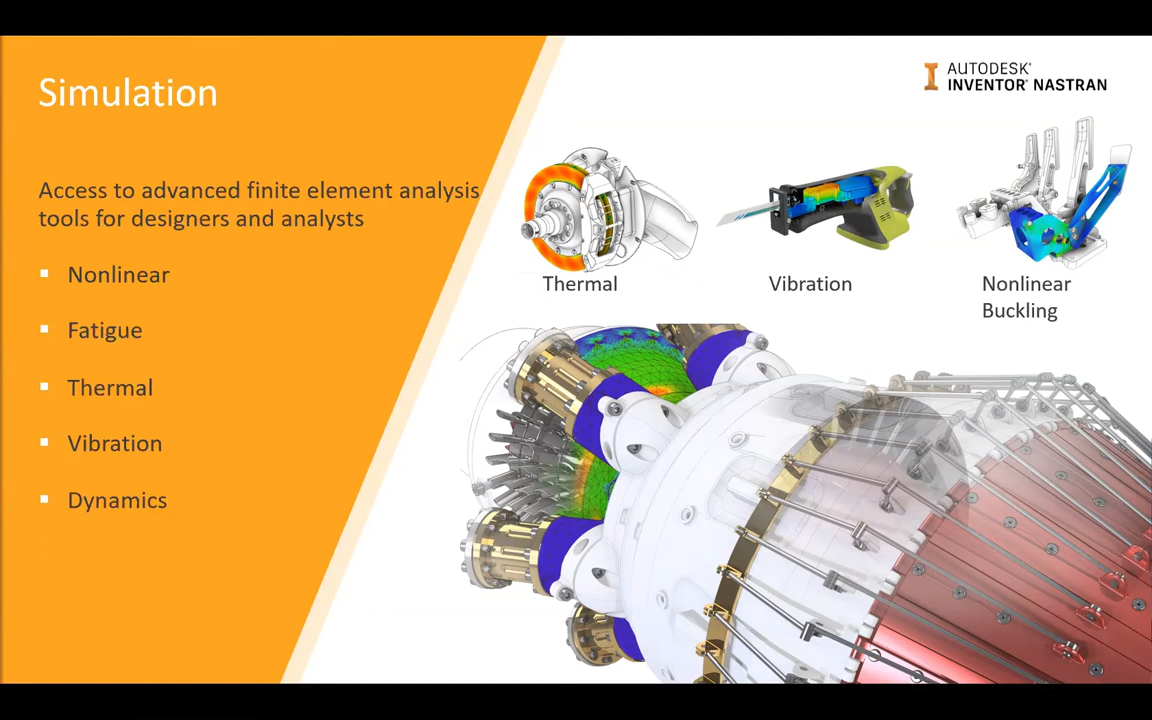 Simulation
AUTODESK®
INVENTOR® NASTRAN
Access to advanced finite element analysis
tools for designers and analysts
▪ Nonlinear
▪ Fatigue
▪ Thermal
▪ Vibration
▪ Dynamics
Thermal
Vibration
Nonlinear
Buckling